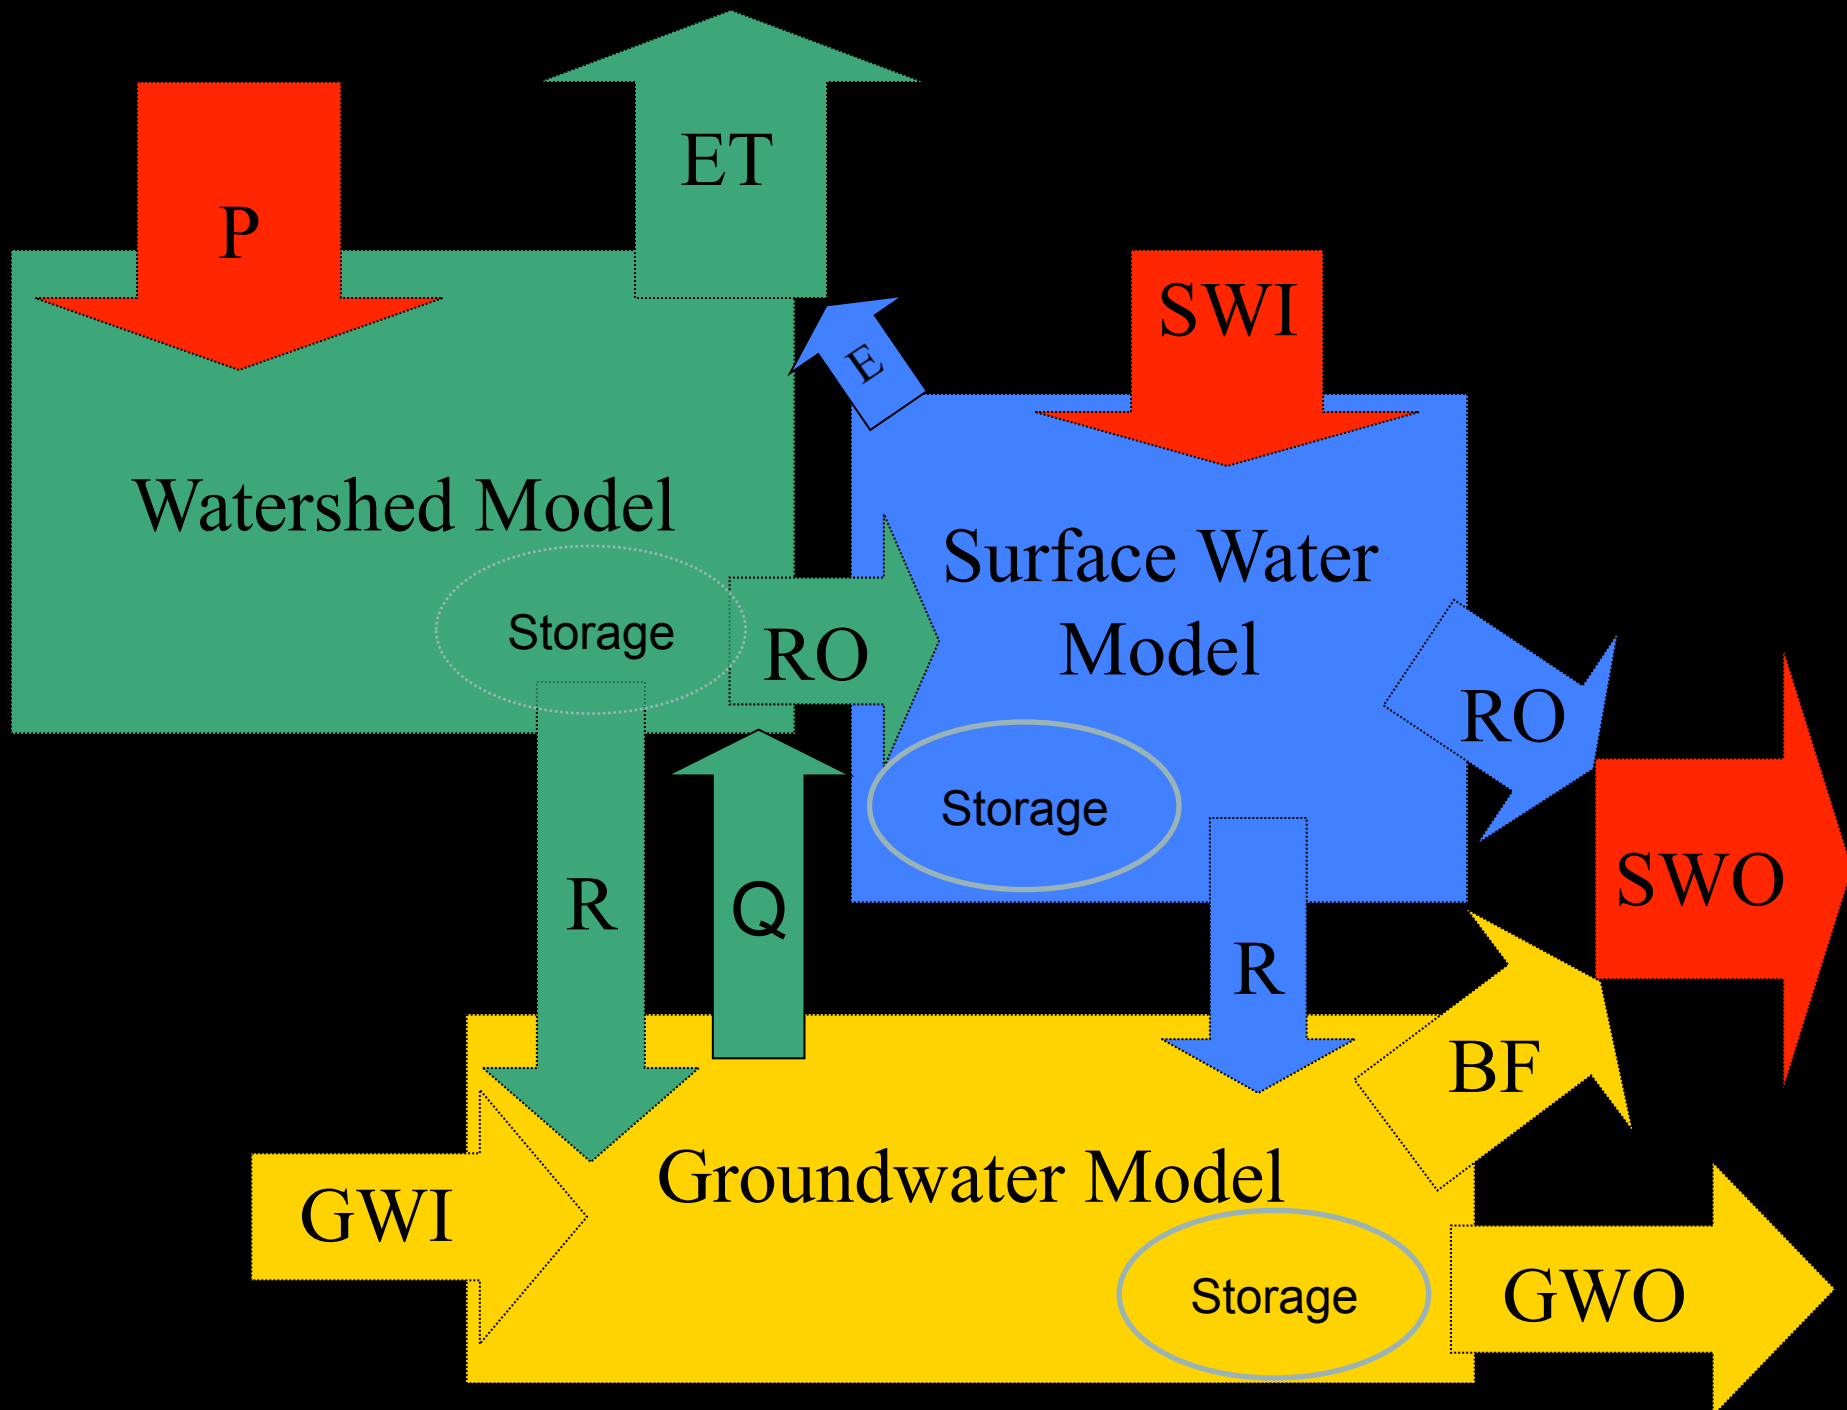 ET
P
SWI
E
Watershed Model
Surface Water
Model
Storage
RO
RO
Storage
SWO
R
Q
R
BF
Groundwater Model
GWI
Storage
GWO